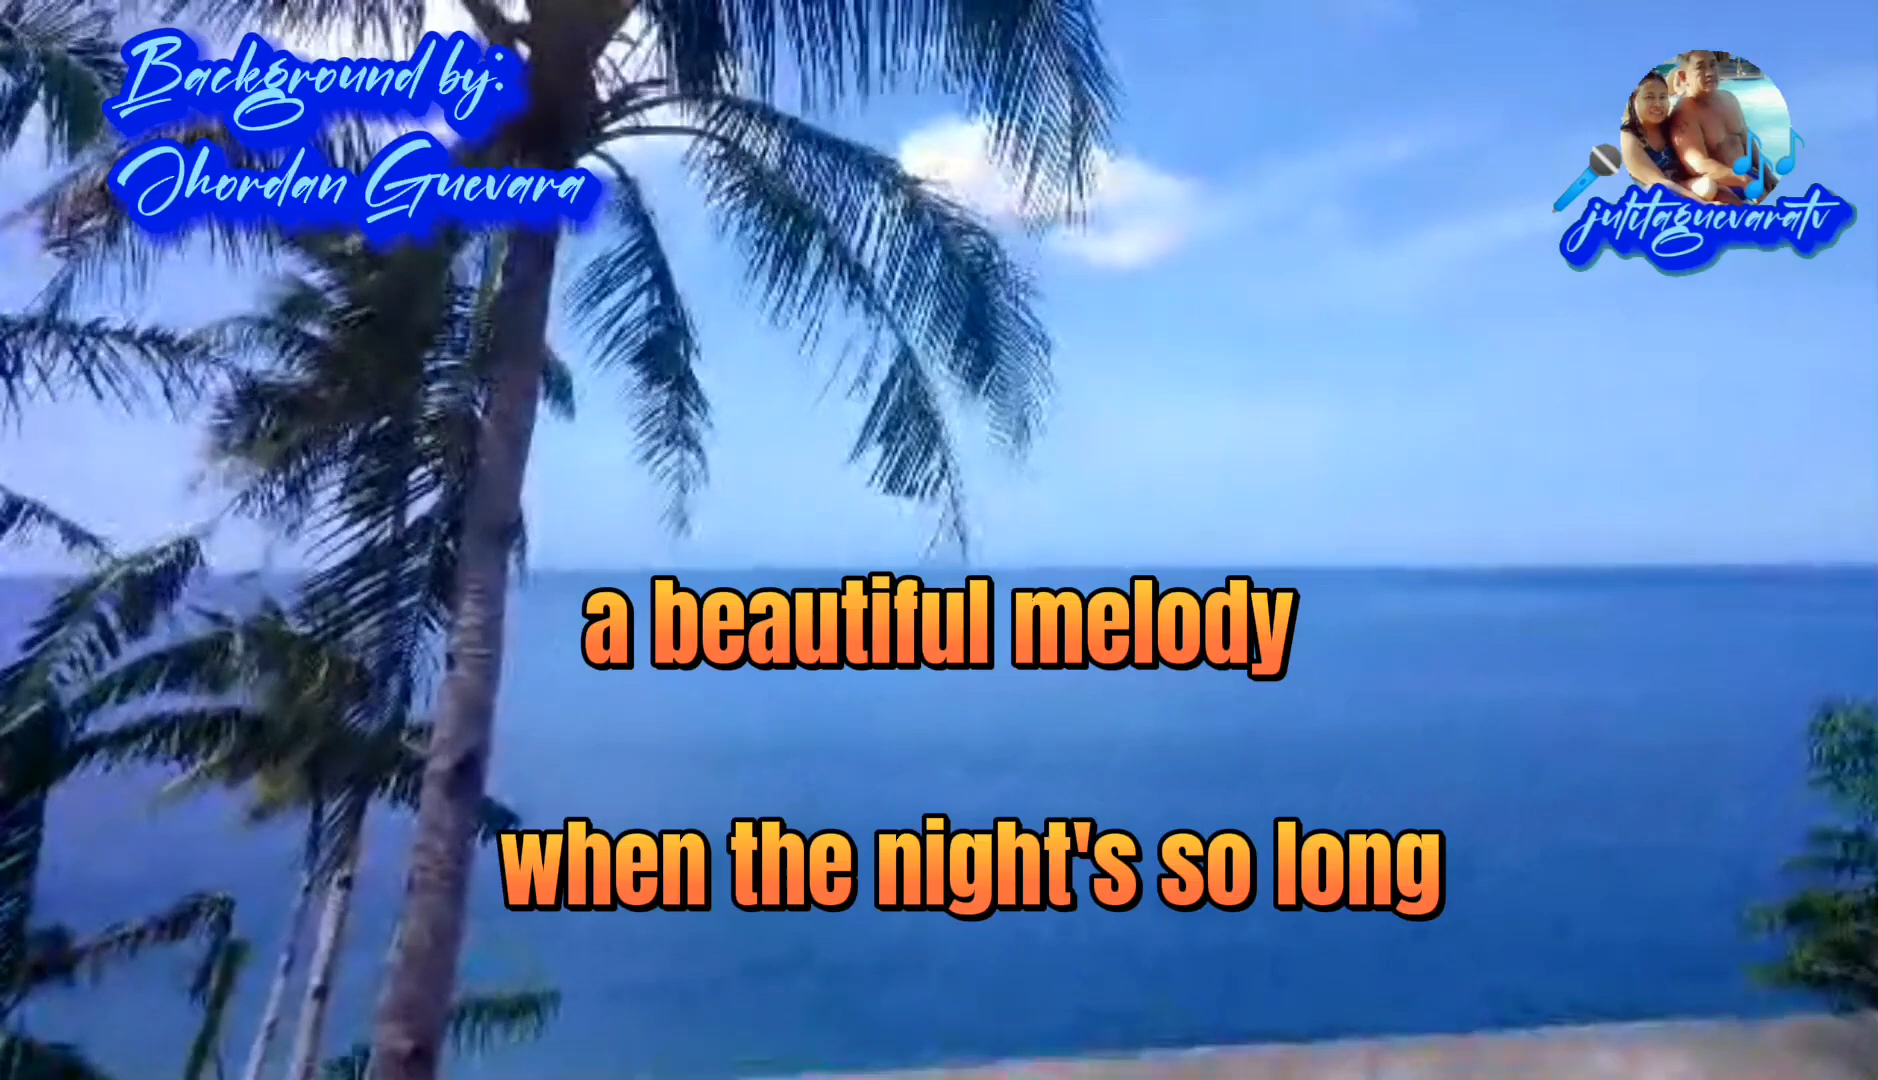 Background by:
Jhordan Guevara
julitaguevaratv
a beautiful melody
when the night's so long